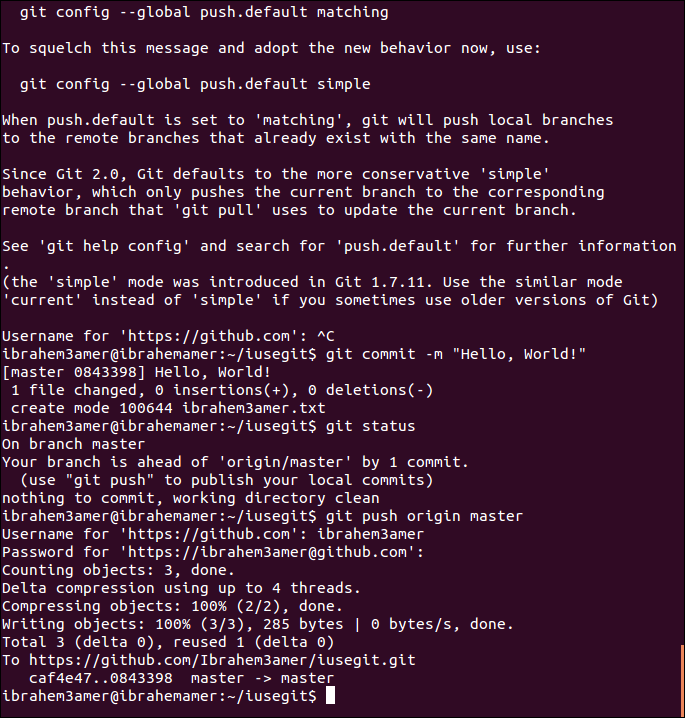 git config --global push.default matching
To squelch this message and adopt the new behavior now, use:
git config --global push.default simple
When push.default is set to 'matching', git will push local branches
to the remote branches that already exist with the same name.
Since Git 2.0, Git defaults to the more conservative 'simple'
behavior, which only pushes the current branch to the corresponding
remote branch that 'git pull' uses to update the current branch.
See 'git help config' and search for 'push.default' for further information
.
(the 'simple' mode was introduced in Git 1.7.11. Use the similar mode
'current' instead of 'simple' if you sometimes use older versions of Git)
Username for 'https://github.com': ^C
ibrahem3amer@ibrahemamer:~/iusegit$ git commit -m "Hello, World!"
[master 0843398] Hello, World!
1 file changed, 0 insertions(+), 0 deletions(-)
create mode 100644 ibrahem3amer.txt
ibrahem3amer@ibrahemamer:~/iusegit$ git status
On branch master
Your branch is ahead of 'origin/master' by 1 commit.
(use "git push" to publish your local commits)
nothing to commit, working directory clean
ibrahem3amer@ibrahemamer:~/iusegit$ git push origin master
Username for 'https://github.com': ibrahem3amer
Password for 'https://ibrahem3amer@github.com':
Counting objects: 3, done.
Delta compression using up to 4 threads.
Compressing objects: 100% (2/2), done.
Writing objects: 100% (3/3), 285 bytes | 0 bytes/s, done.
Total 3 (delta 0), reused 1 (delta 0)
To https://github.com/Ibrahem3amer/iusegit.git
caf4e47..0843398  master -> master
ibrahem3amer@ibrahemamer:~/iusegit$